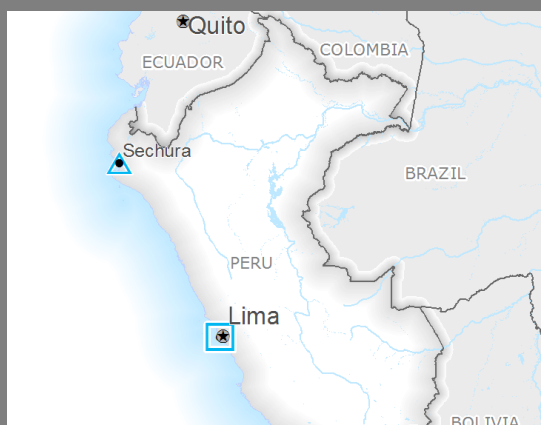 Quito
COLOMBIA
ECUADOR
Sechura
BRAZIL
PERU
Lima
BOLIVIA